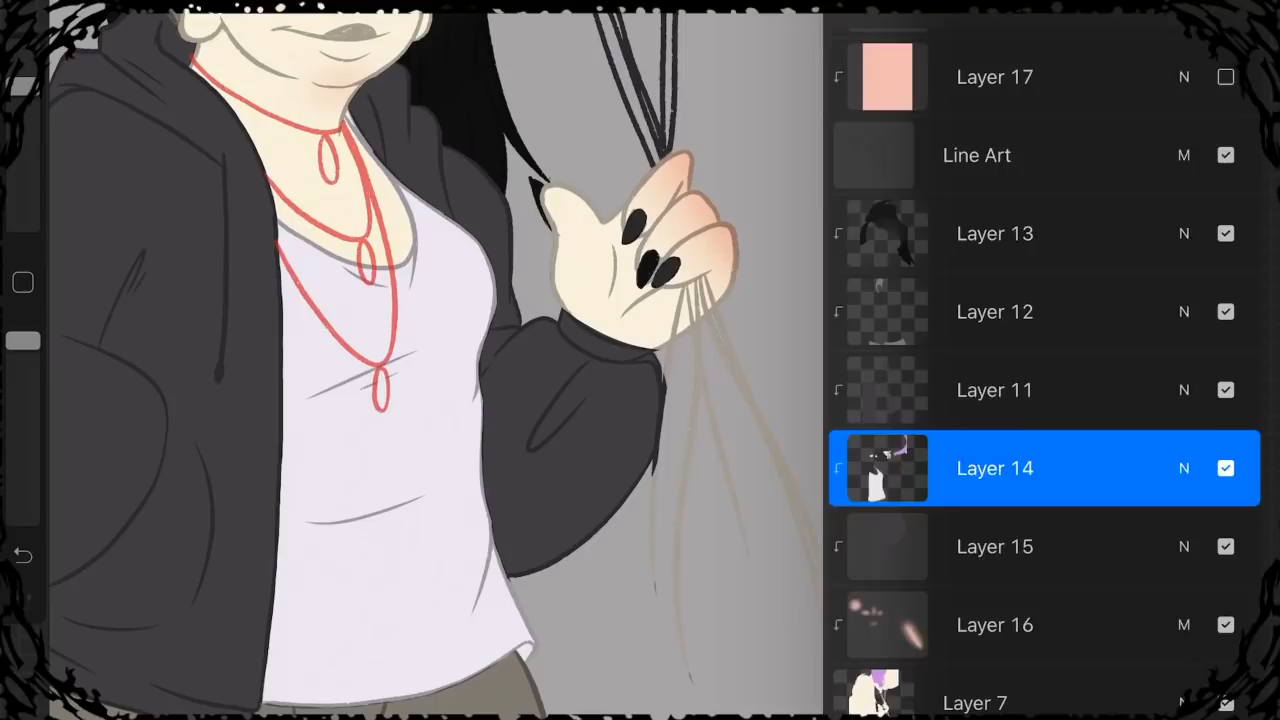 Layer 17 N
Line Art M
Layer 13 N
Layer 12 N
Layer 11 N
Layer 14 N
Layer 15 N
Layer 16 M
Layer 7